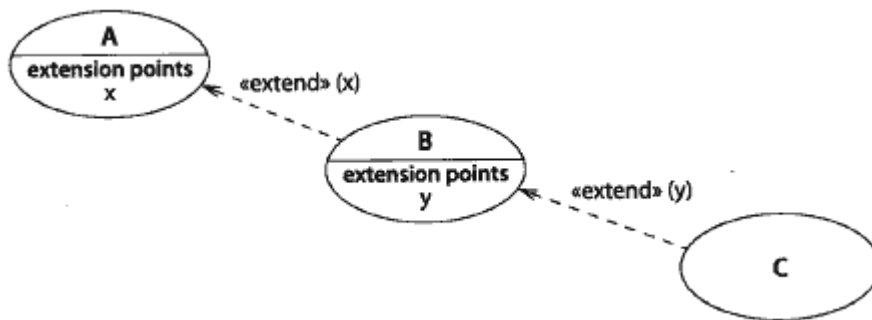 A
extension points
x
«extend» (x)
B
extension points
y
«extend» (y)
C